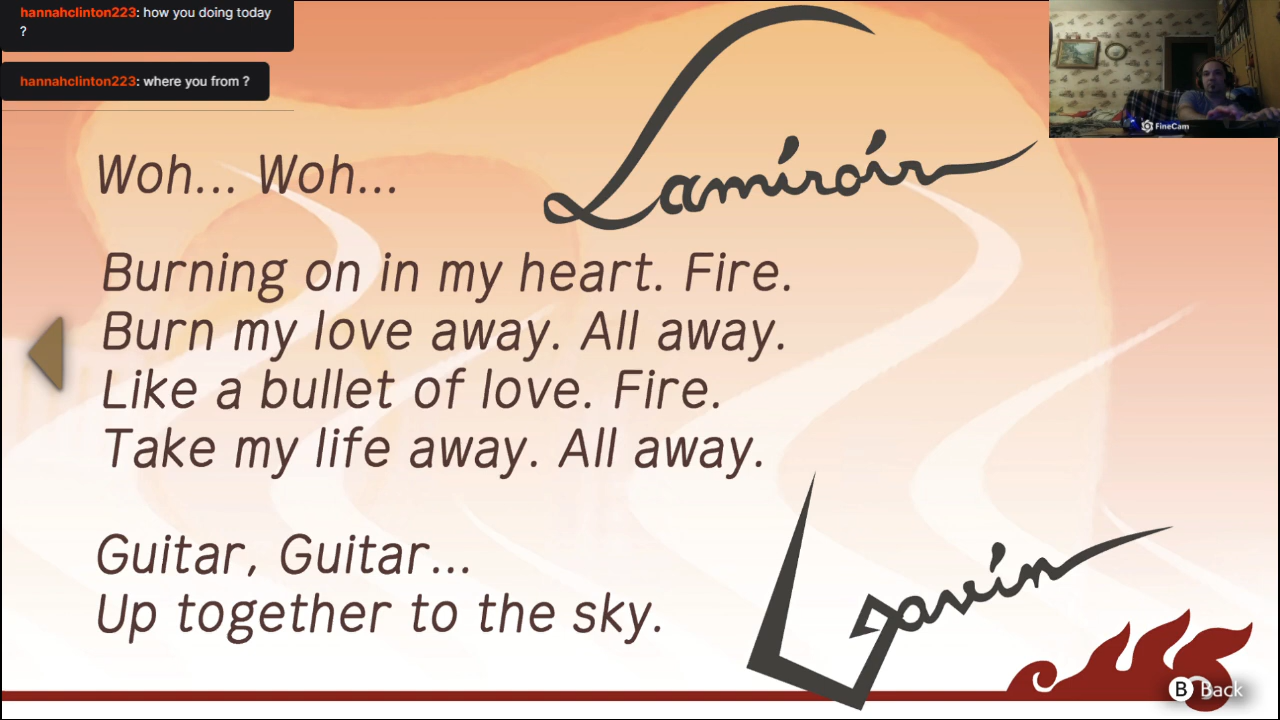 hannahclinton223: how you doing today
?
hannahclinton223: where you from ?
FineCam
Lamiroir
Woh... Woh...
Burning on in my heart. Fire.
Burn my love away. All away.
Like a bullet of love. Fire.
Take my life away. All away.
Guitar, Guitar...
Up together to the sky.
Gavin
B Back